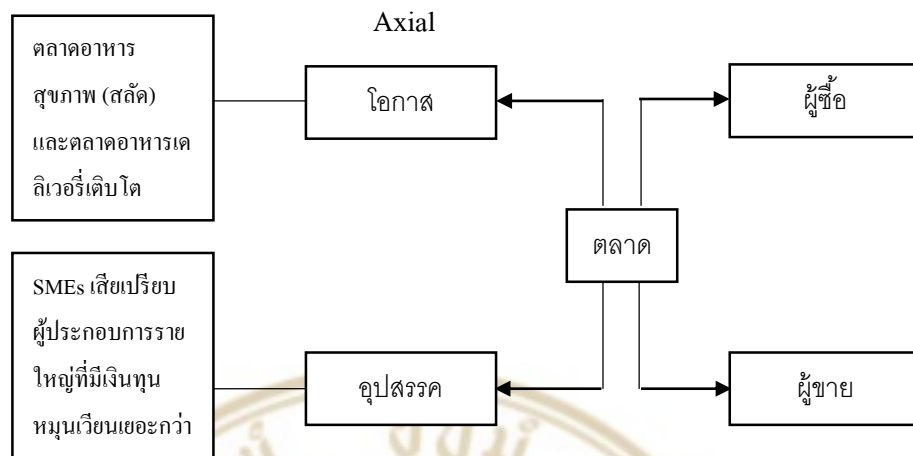 Axial
ตลาดอาหาร
สุขภาพ (สลัด)
และตลาดอาหารเด
ลิเวอรี่เติบโต
โอกาส
ผู้ซื้อ
ตลาด
SMEs เสียเปรียบ
ผู้ประกอบการราย
ใหญ่ที่มีเงินทุน
หมุนเวียนเยอะกว่า
อุปสรรค
ผู้ขาย